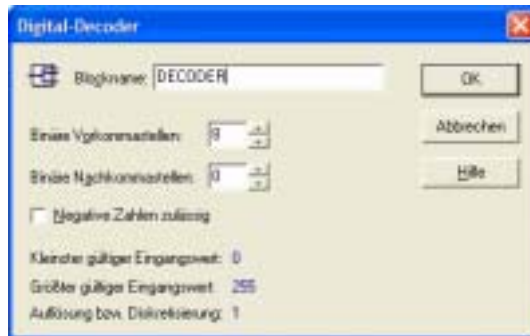 Digital-Decoder
Blockname: DECODER
OK
Binäre Vorkommastellen: 8
Abbrechen
Binäre Nachkommastellen: 0
Hilfe
Negative Zahlen zulässig
Kleinster gültiger Eingangswert: 0
Größter gültiger Eingangswert: 255
Auflösung bzw. Diskretisierung: 1